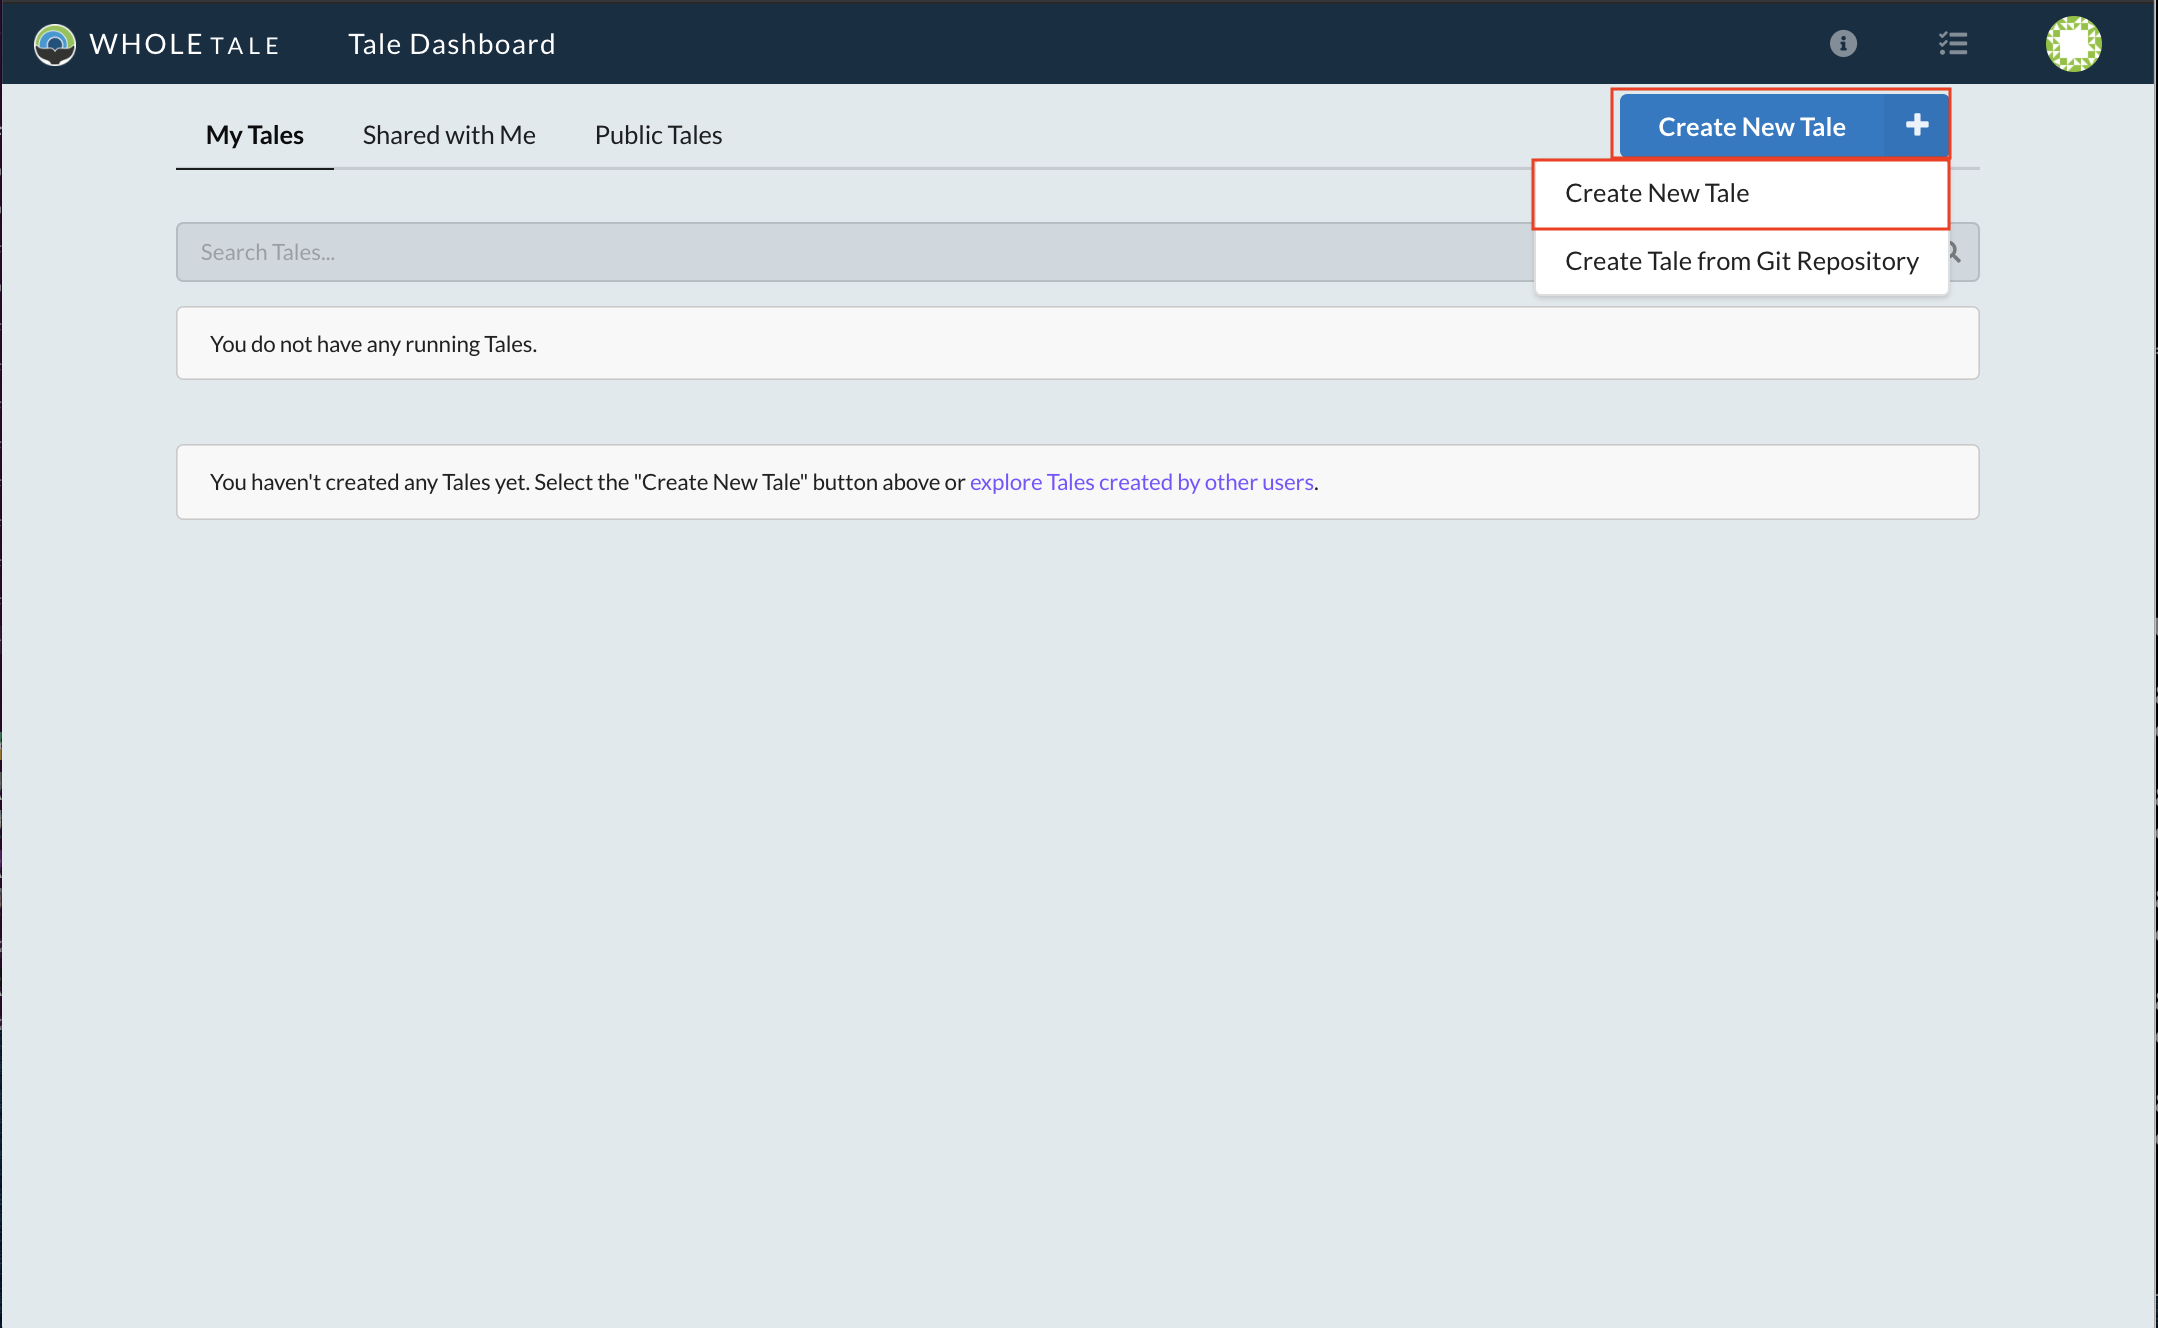 WHOLE TALE Tale Dashboard
My Tales Shared with Me Public Tales Create New Tale
Create New Tale
Search Tales...
Create Tale from Git Repository
You do not have any running Tales.
You haven't created any Tales yet. Select the "Create New Tale" button above or explore Tales created by other users.